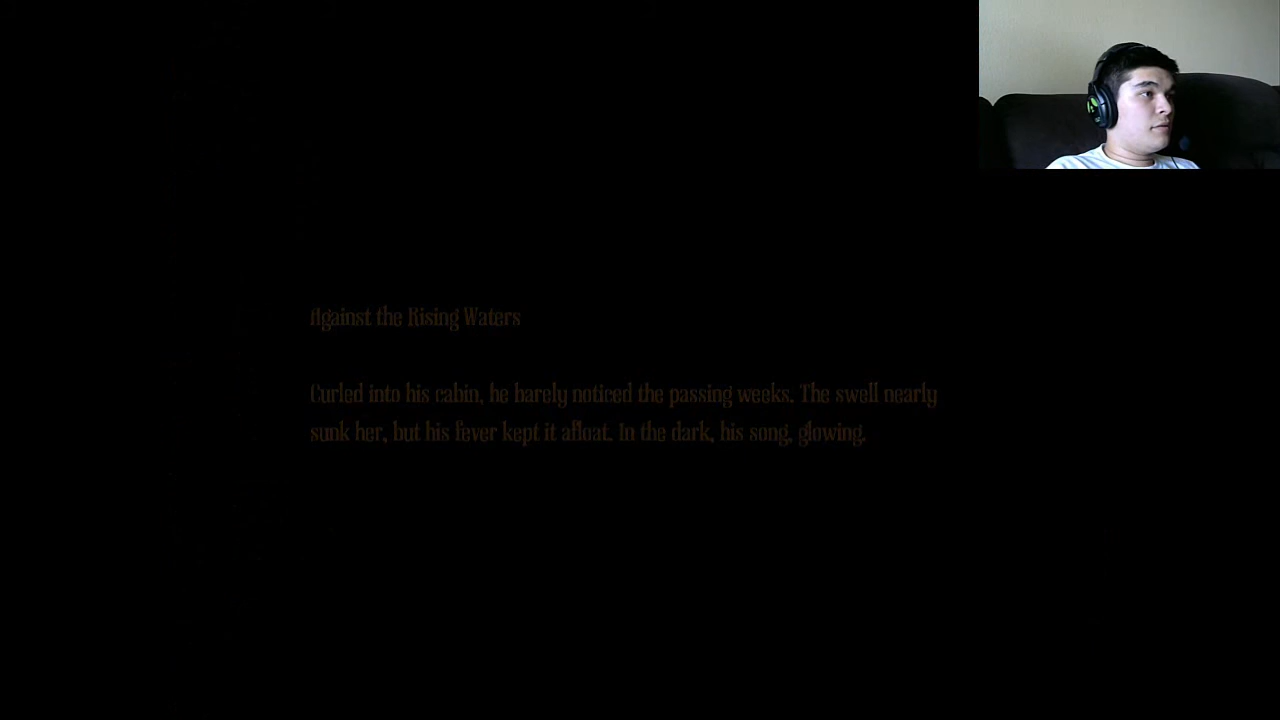 Against the Rising Waters
Curled into his cabin, he barely noticed the passing weeks. The swell nearly
sunk her, but his fever kept it afloat. In the dark, his song, glowing.